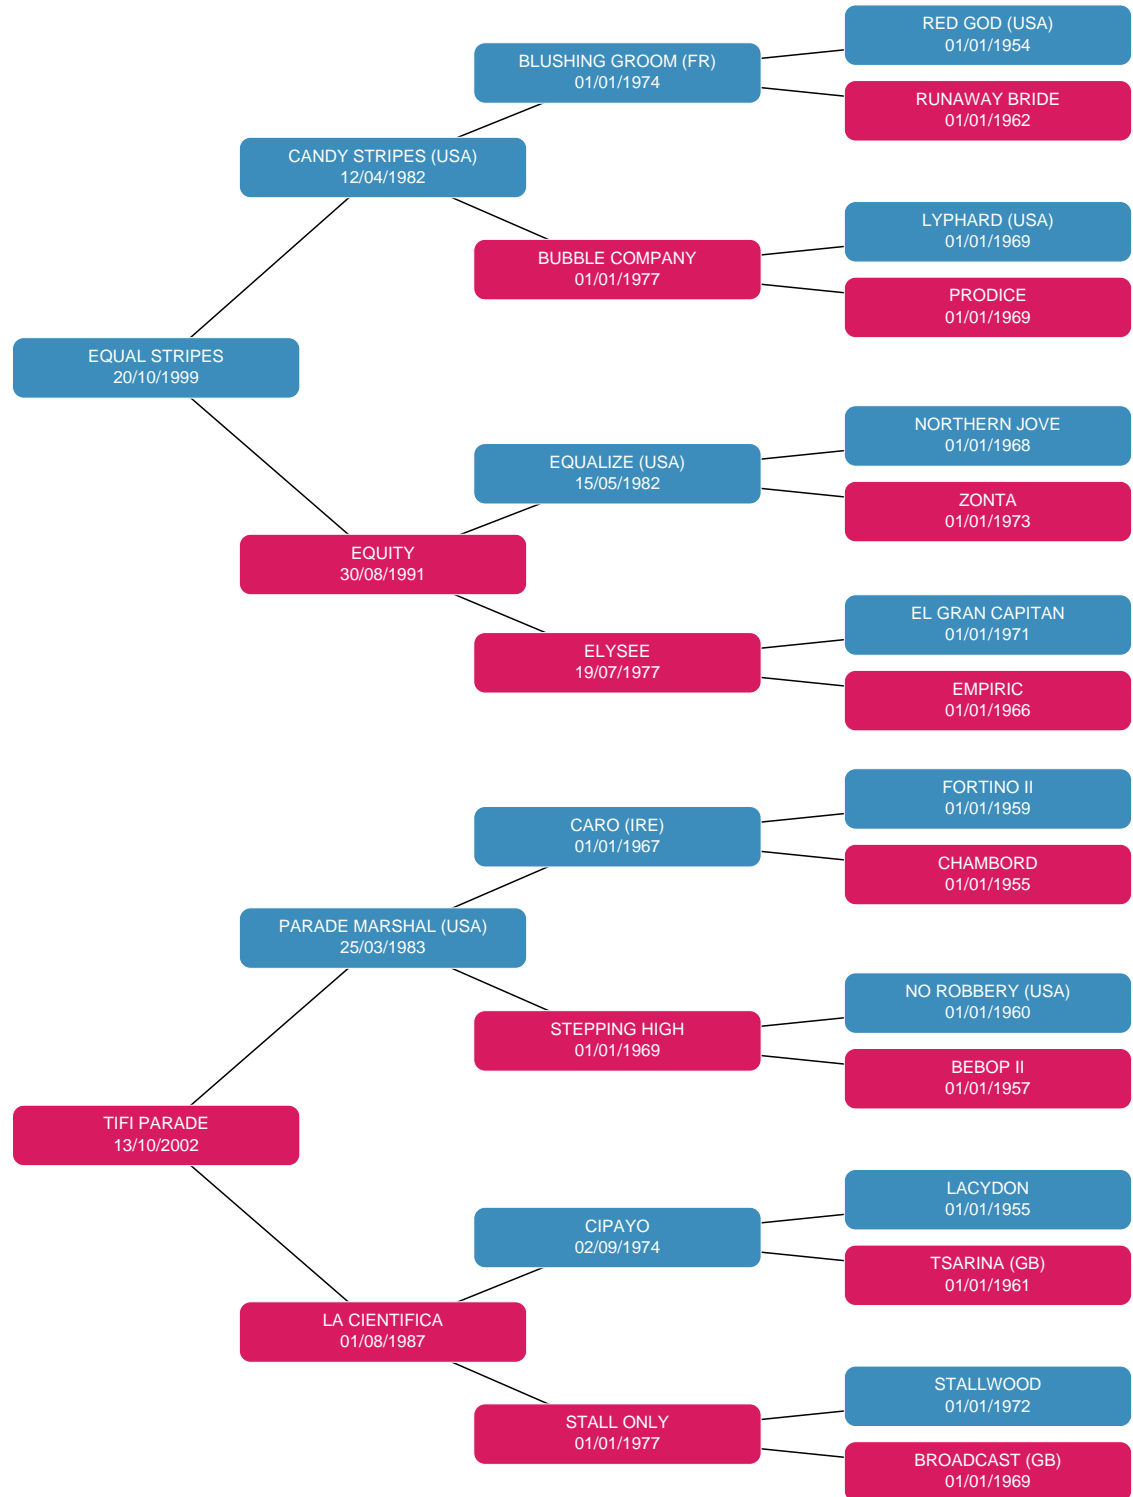 RED GOD (USA)
01/01/1954
BLUSHING GROOM (FR)
01/01/1974
RUNAWAY BRIDE
01/01/1962
CANDY STRIPES (USA)
12/04/1982
LYPHARD (USA)
01/01/1969
BUBBLE COMPANY
01/01/1977
PRODICE
01/01/1969
EQUAL STRIPES
20/10/1999
NORTHERN JOVE
01/01/1968
EQUALIZE (USA)
15/05/1982
ZONTA
01/01/1973
EQUITY
30/08/1991
EL GRAN CAPITAN
01/01/1971
ELYSEE
19/07/1977
EMPIRIC
01/01/1966
FORTINO II
01/01/1959
CARO (IRE)
01/01/1967
CHAMBORD
01/01/1955
PARADE MARSHAL (USA)
25/03/1983
NO ROBBERY (USA)
01/01/1960
STEPPING HIGH
01/01/1969
BEBOP II
01/01/1957
TIFI PARADE
13/10/2002
LACYDON
01/01/1955
CIPAYO
02/09/1974
TSARINA (GB)
01/01/1961
LA CIENTIFICA
01/08/1987
STALLWOOD
01/01/1972
STALL ONLY
01/01/1977
BROADCAST (GB)
01/01/1969